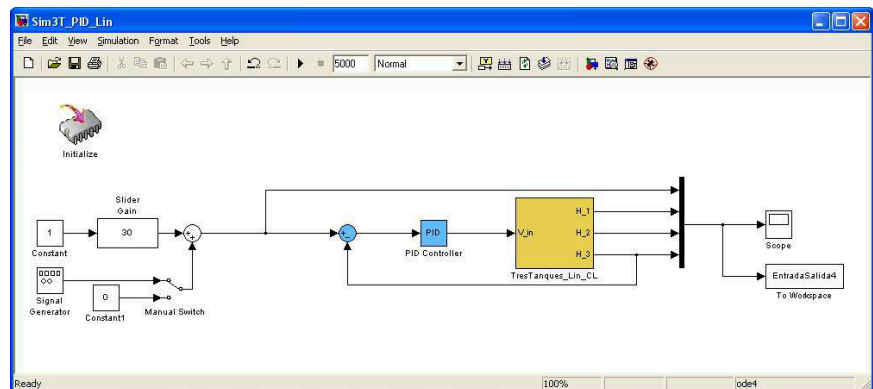 Sim3T_PID_Lin
File Edit View Simulation Format Tools Help
5000 Normal
Initialize
Slider
Gain
1
30
Constant
Signal
Generator
0
Constant1
Manual Switch
PID
PID Controller
V_in
H_1
H_2
H_3
TresTanques_Lin_CL
Scope
EntradaSalida4
To Workspace
Ready 100% ode4